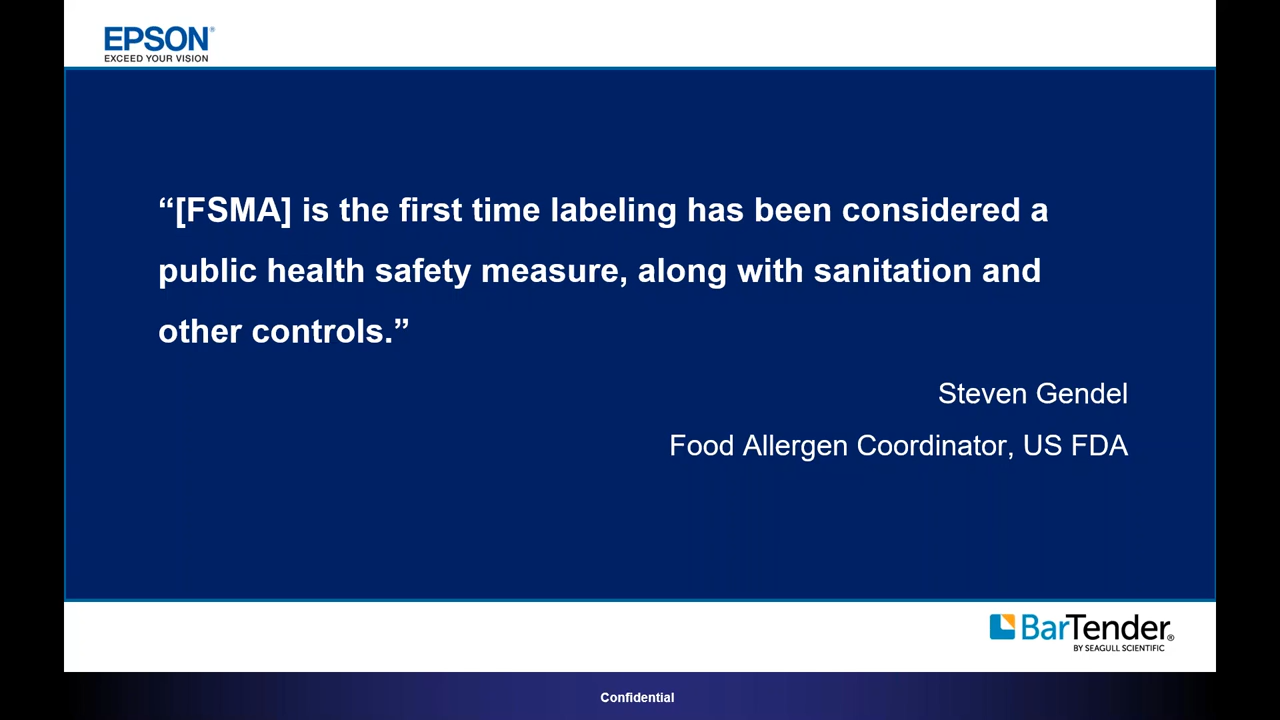 EPSON®
EXCEED YOUR VISION
“[FSMA] is the first time labeling has been considered a
public health safety measure, along with sanitation and
other controls.”
Steven Gendel
Food Allergen Coordinator, US FDA
BarTender®
BY SEAGULL SCIENTIFIC
Confidential